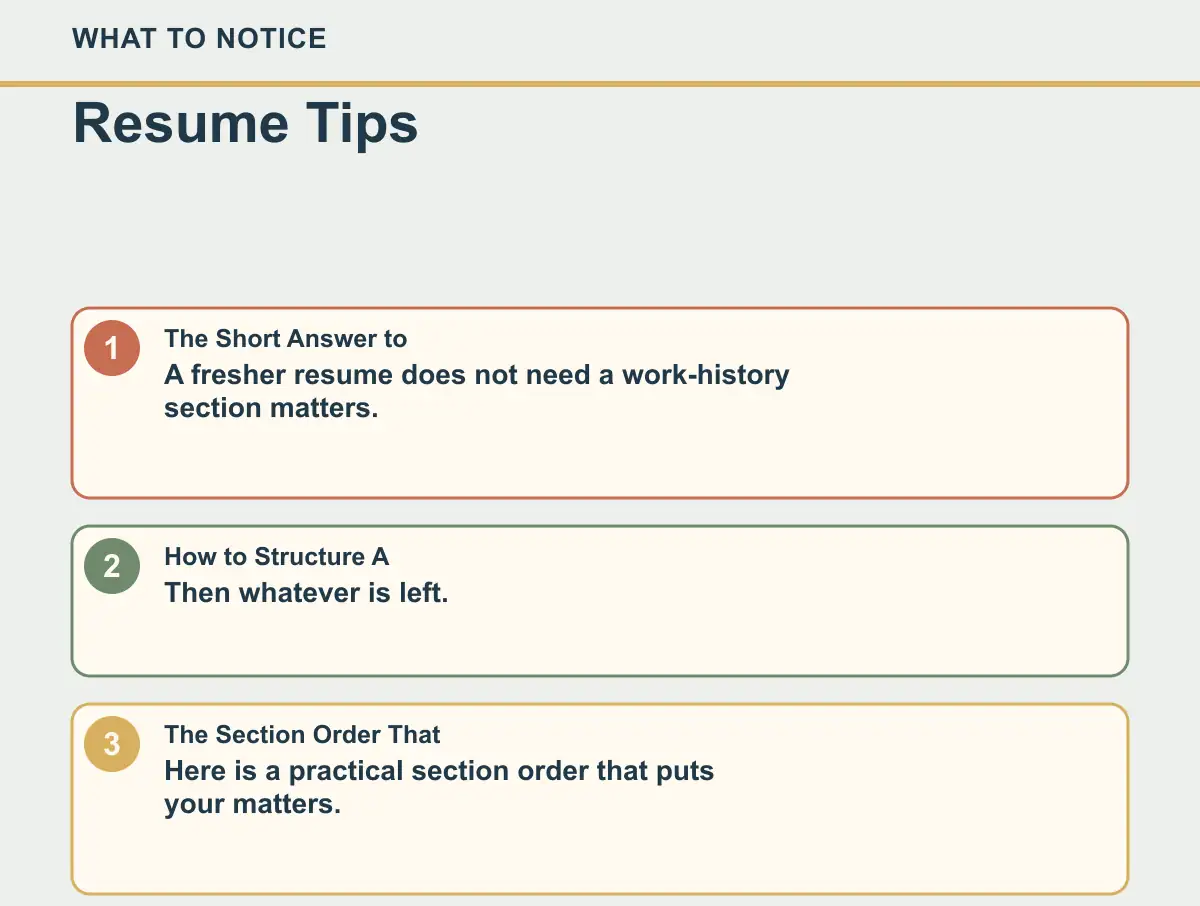 WHAT TO NOTICE
Resume Tips
1
The Short Answer to
A fresher resume does not need a work-history
section matters.
2
How to Structure A
Then whatever is left.
3
The Section Order That
Here is a practical section order that puts
your matters.